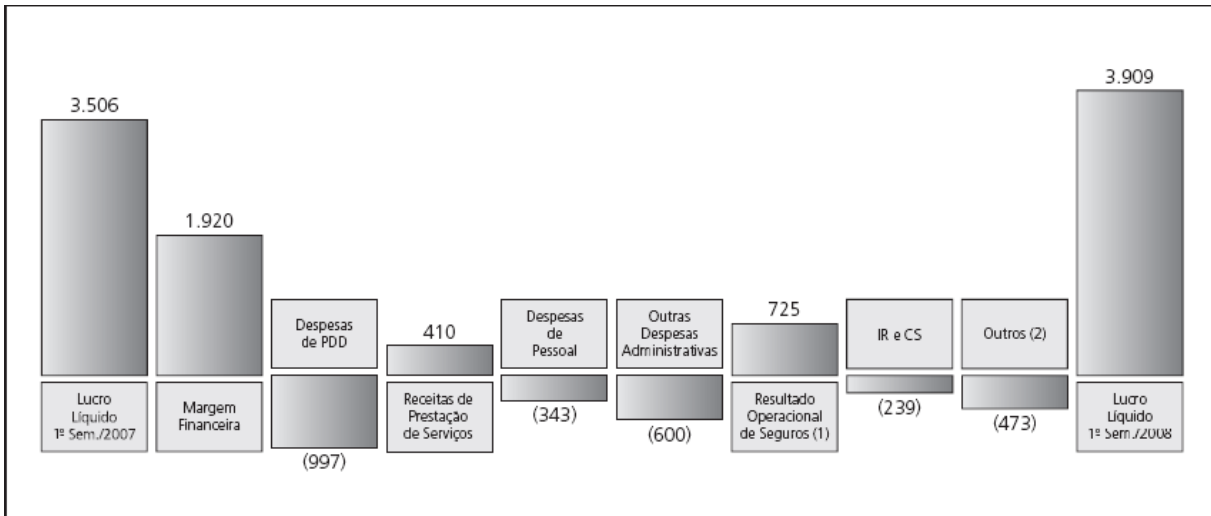 3.506
Lucro
Líquido
1º Sem./2007
1.920
Margem
Financeira
Despesas
de PDD
(997)
410
Receitas de
Prestação
de Serviços
Despesas
de
Pessoal
(343)
Outras
Despesas
Administrativas
(600)
725
Resultado
Operacional
de Seguros (1)
IR e CS
(239)
Outros (2)
(473)
3.909
Lucro
Líquido
1º Sem./2008